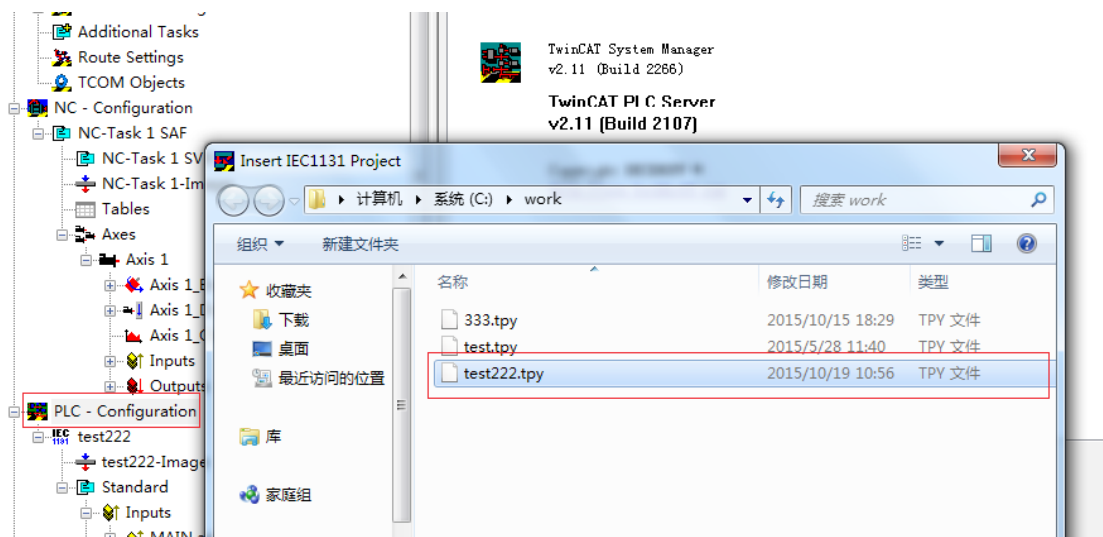 Additional Tasks
Route Settings
TCOM Objects
NC - Configuration
NC-Task 1 SAF
NC-Task 1 SV
NC-Task 1-Im
Tables
Axes
Axis 1
Axis 1_E
Axis 1_
Axis 1_
Inputs
Outputs
PLC - Configuration
test222
test222-Image
Standard
Inputs
MAIN
TwinCAT System Manager
v2.11 (Build 2266)
TwinCAT PLC Server
v2.11 (Build 2107)
Insert IEC1131 Project
计算机 系统 (C:) work
搜索 work
组织 新建文件夹
收藏夹
下载
桌面
最近访问的位置
库
家庭组
名称 修改日期 类型
333.tpy 2015/10/15 18:29 TPY 文件
test.tpy 2015/5/28 11:40 TPY 文件
test222.tpy 2015/10/19 10:56 TPY 文件